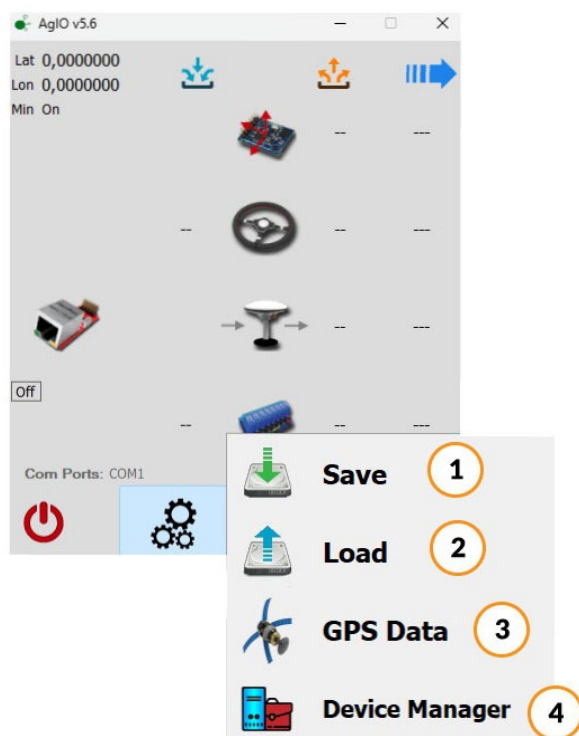 AgIO v5.6
Lat 0,0000000
Lon 0,0000000
Min On
-- ---
-- -- ---
-- ---
Off
--
Com Ports: COM1
Save 1
Load 2
GPS Data 3
Device Manager 4